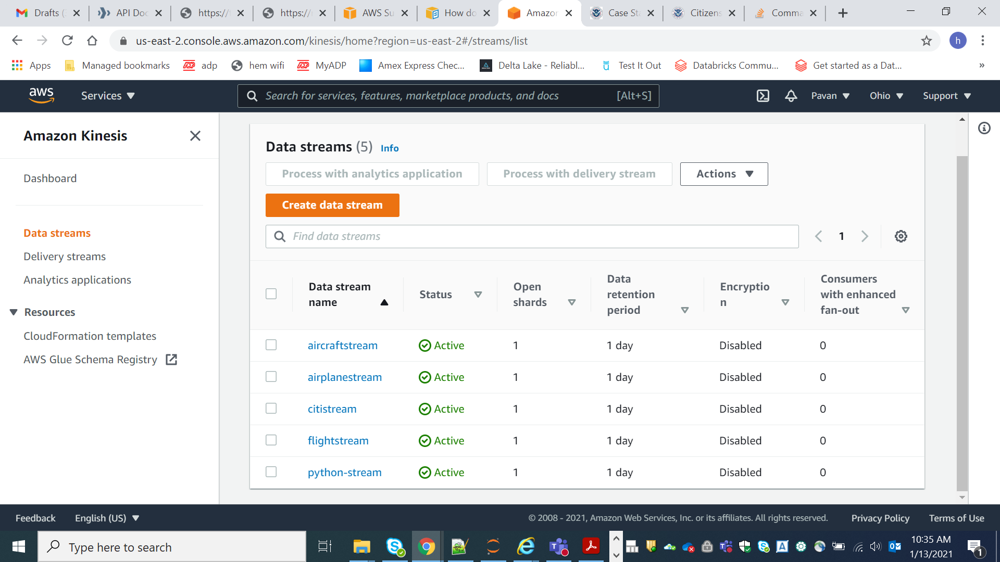 Drafts (
API Doc
https://
https://
AWS Su
How do
Amazon
Case Sta
Citizens
Comma
us-east-2.console.aws.amazon.com/kinesis/home?region=us-east-2#/streams/list
h
Apps
Managed bookmarks
adp
hem wifi
MyADP
Amex Express Chec...
Delta Lake - Reliabl...
Test It Out
Databricks Commu...
Get started as a Dat...
»
aws
Services
Search for services, features, marketplace products, and docs
[Alt+S]
Pavan
Ohio
Support
Amazon Kinesis
Dashboard
Data streams
Delivery streams
Analytics applications
Resources
CloudFormation templates
AWS Glue Schema Registry
Data streams (5) Info
Process with analytics application
Process with delivery stream
Actions
Create data stream
Find data streams
1
Data stream
name
Status
Open
shards
Data
retention
period
Encryptio
n
Consumers
with enhanced
fan-out
aircraftstream Active 1 1 day Disabled 0
airplanestream Active 1 1 day Disabled 0
citistream Active 1 1 day Disabled 0
flightstream Active 1 1 day Disabled 0
python-stream Active 1 1 day Disabled 0
Feedback
English (US)
© 2008 - 2021, Amazon Web Services, Inc. or its affiliates. All rights reserved.
Privacy Policy
Terms of Use
Type here to search
10:35 AM
1/13/2021
1